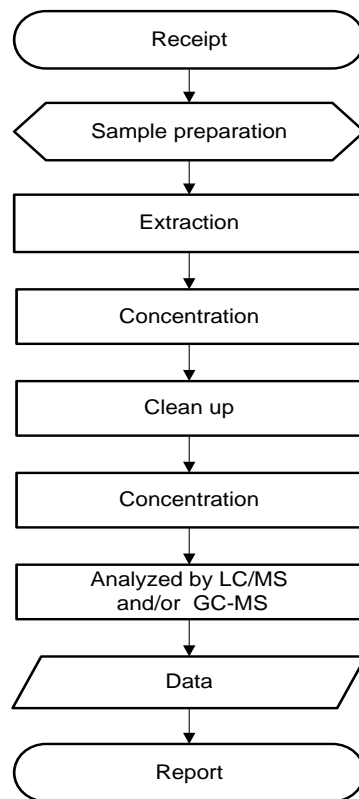 Receipt
Sample preparation
Extraction
Concentration
Clean up
Concentration
Analyzed by LC/MS
and/or GC-MS
Data
Report